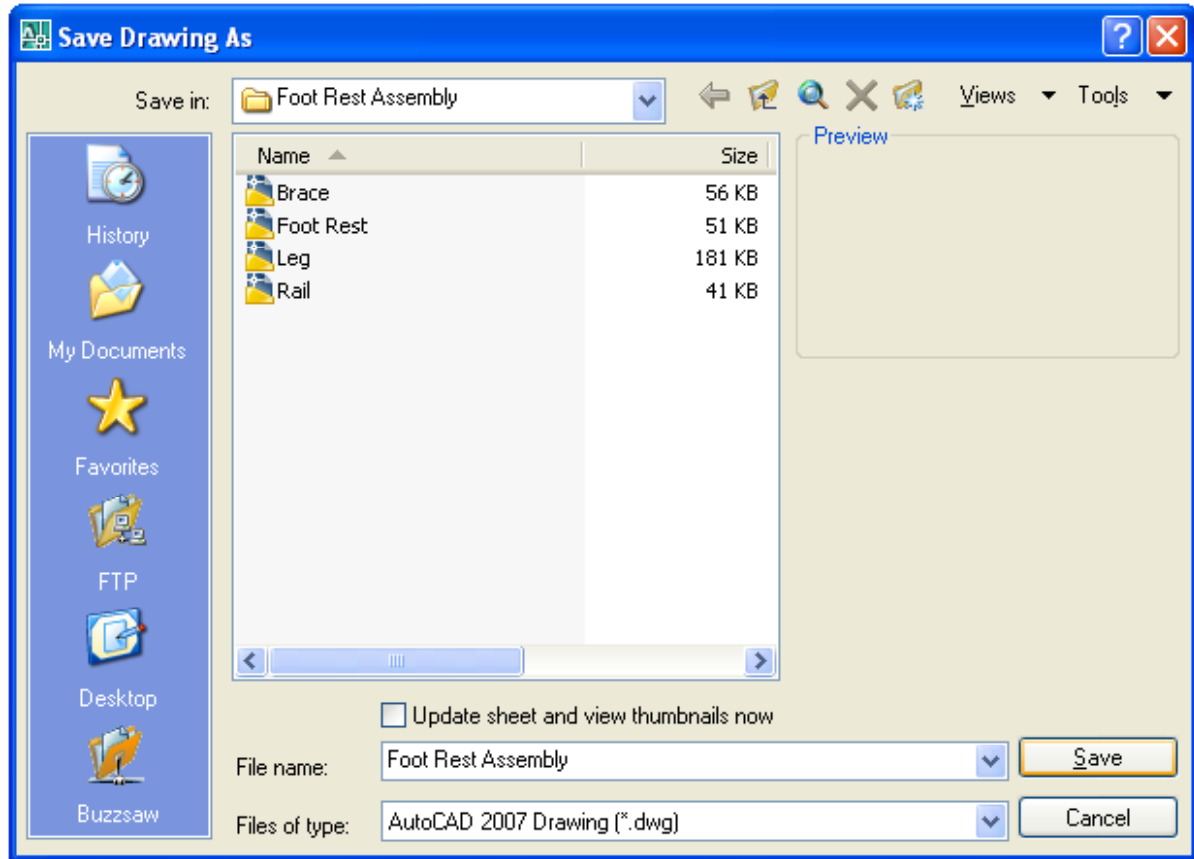 Save Drawing As
Save in: Foot Rest Assembly Views Tools
History
My Documents
Favorites
FTP
Desktop
Buzzsaw
Name Size
Brace 56 KB
Foot Rest 51 KB
Leg 181 KB
Rail 41 KB
Preview
Update sheet and view thumbnails now
File name: Foot Rest Assembly Save
Files of type: AutoCAD 2007 Drawing (*.dwg) Cancel